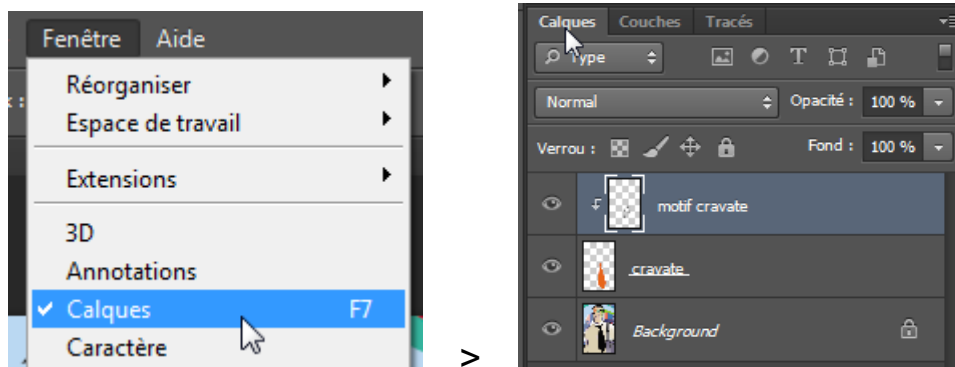 Fenêtre Aide
Réorganiser
Espace de travail
Extensions
3D
Annotations
Calques F7
Caractère
>
Calques Couches Tracés
Type T
Normal Opacité : 100 %
Verrou : Fond : 100 %
motif cravate
cravate
Background